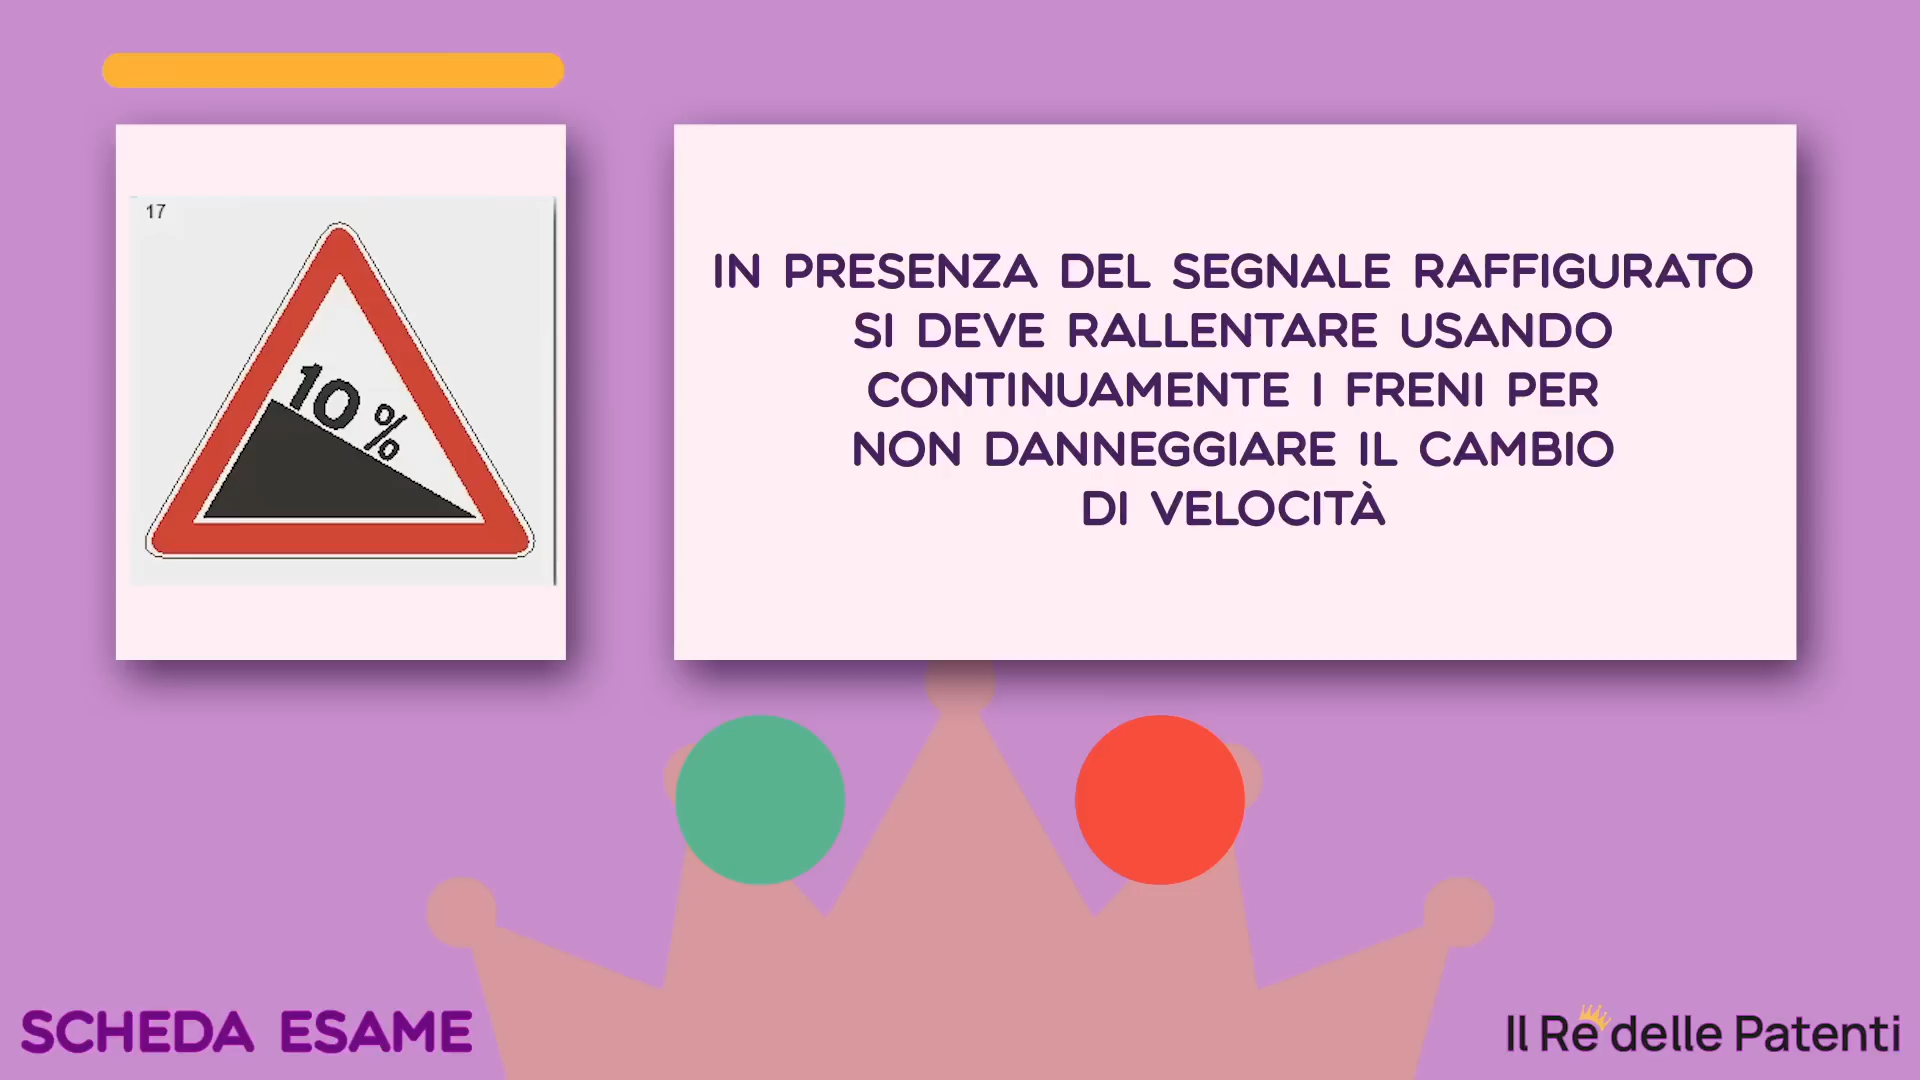 17
10 %
IN PRESENZA DEL SEGNALE RAFFIGURATO
SI DEVE RALLENTARE USANDO
CONTINUAMENTE I FRENI PER
NON DANNEGGIARE IL CAMBIO
DI VELOCITÀ
SCHEDA ESAME
Il Re delle Patenti